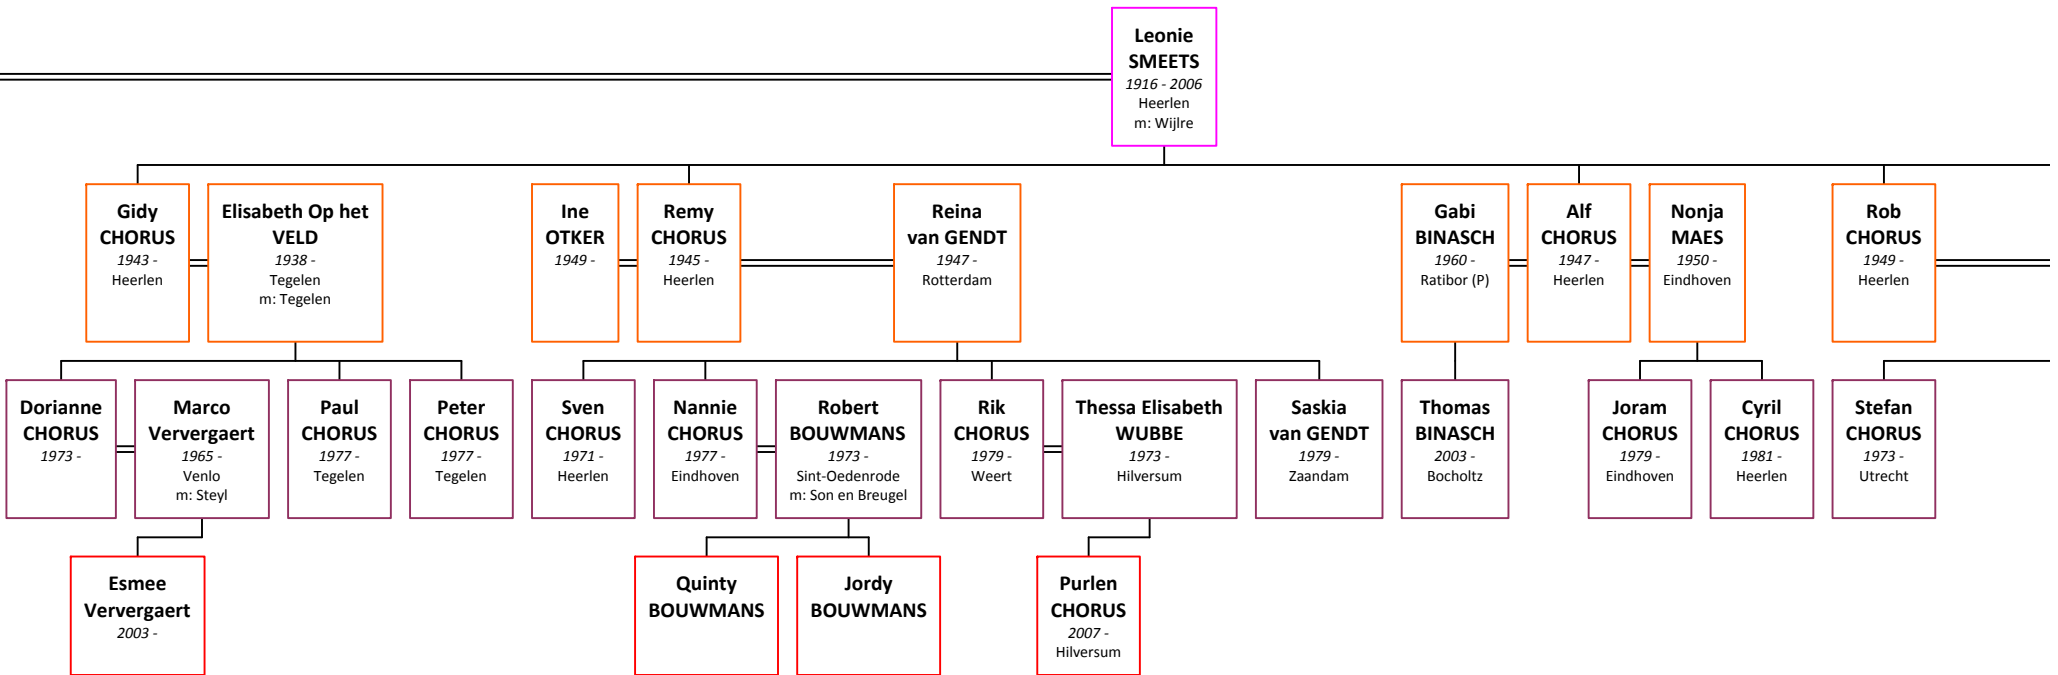 Leonie
SMEETS
1916 - 2006
Heerlen
m: Wijlre
Gidy
CHORUS
1943 -
Heerlen
Elisabeth Op het
VELD
1938 -
Tegelen
m: Tegelen
Ine
OTKER
1949 -
Remy
CHORUS
1945 -
Heerlen
Reina
van GENDT
1947 -
Rotterdam
Gabi
BINASCH
1960 -
Ratibor (P)
Alf
CHORUS
1947 -
Heerlen
Nonja
MAES
1950 -
Eindhoven
Rob
CHORUS
1949 -
Heerlen
Dorianne
CHORUS
1973 -
Marco
Ververgaert
1965 -
Venlo
m: Steyl
Paul
CHORUS
1977 -
Tegelen
Peter
CHORUS
1977 -
Tegelen
Sven
CHORUS
1971 -
Heerlen
Nannie
CHORUS
1977 -
Eindhoven
Robert
BOUWMANS
1973 -
Sint-Oedenrode
m: Son en Breugel
Rik
CHORUS
1979 -
Weert
Thessa Elisabeth
WUBBE
1973 -
Hilversum
Saskia
van GENDT
1979 -
Zaandam
Thomas
BINASCH
2003 -
Bocholtz
Joram
CHORUS
1979 -
Eindhoven
Cyril
CHORUS
1981 -
Heerlen
Stefan
CHORUS
1973 -
Utrecht
Esmee
Ververgaert
2003 -
Quinty
BOUWMANS
Jordy
BOUWMANS
Purlen
CHORUS
2007 -
Hilversum